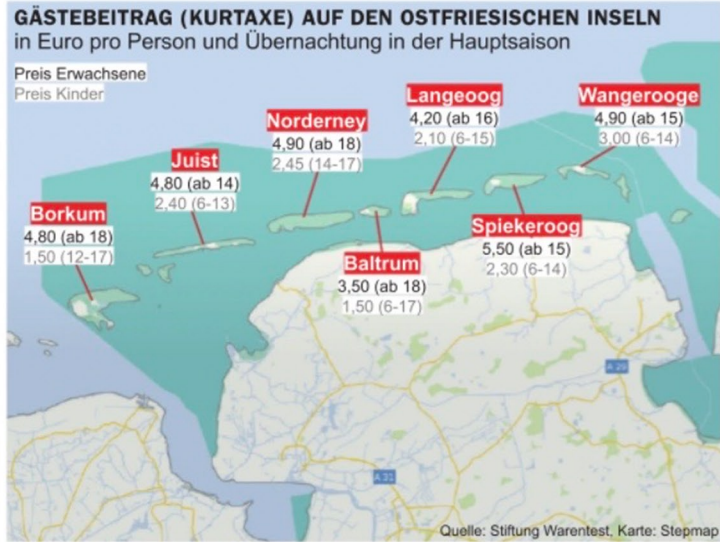 GÄSTEBEITRAG (KURTAXE) AUF DEN OSTFRIESISCHEN INSELN
in Euro pro Person und Übernachtung in der Hauptsaison
Preis Erwachsene
Preis Kinder
Borkum
4,80 (ab 18)
1,50 (12-17)
Juist
4,80 (ab 14)
2,40 (6-13)
Norderney
4,90 (ab 18)
2,45 (14-17)
Baltrum
3,50 (ab 18)
1,50 (6-17)
Langeoog
4,20 (ab 16)
2,10 (6-15)
Spiekeroog
5,50 (ab 15)
2,30 (6-14)
Wangerooge
4,90 (ab 15)
3,00 (6-14)
A 29
A 31
Quelle: Stiftung Warentest, Karte: Stepmap